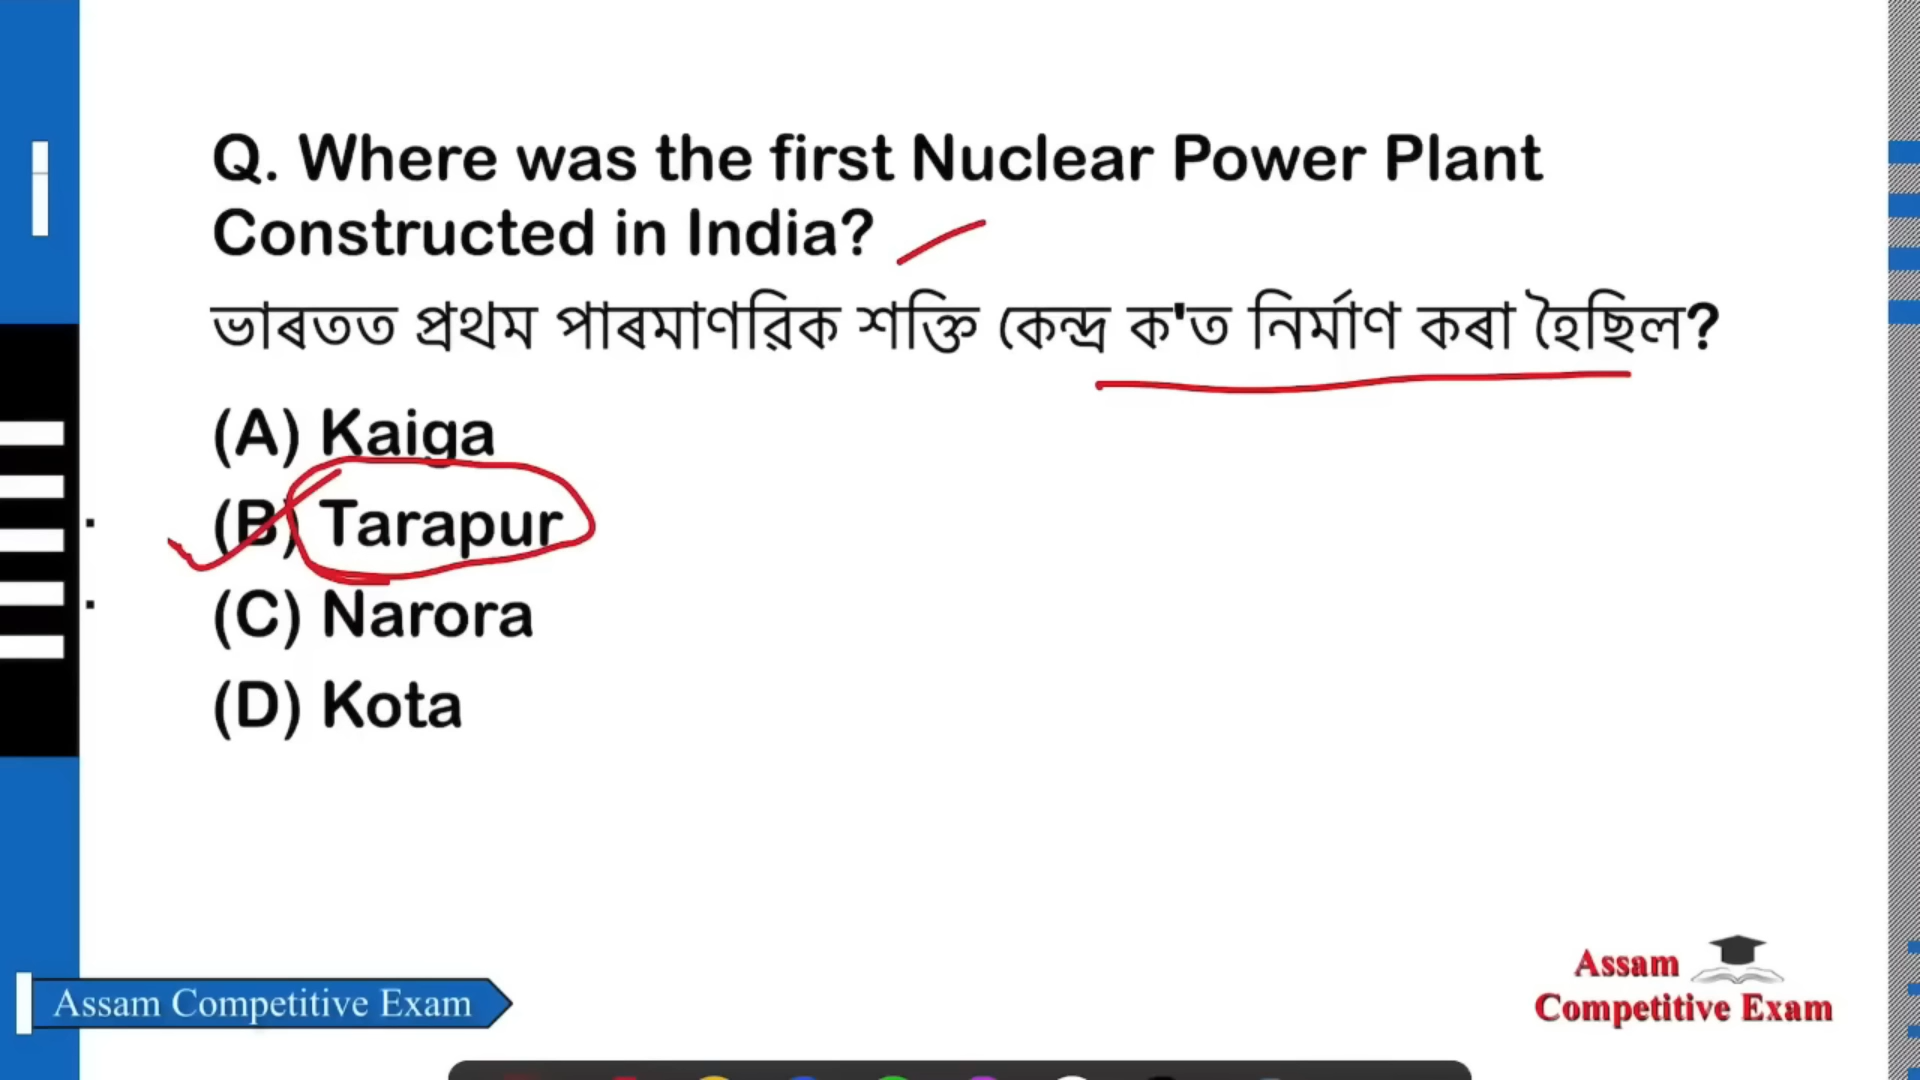 Q. Where was the first Nuclear Power Plant
Constructed in India?
ভাৰতত প্ৰথম পাৰমাণৱিক শক্তি কেন্দ্ৰ ক'ত নিৰ্মাণ কৰা হৈছিল?
(A) Kaiga
(B) Tarapur
(C) Narora
(D) Kota
Assam Competitive Exam
Assam
Competitive Exam